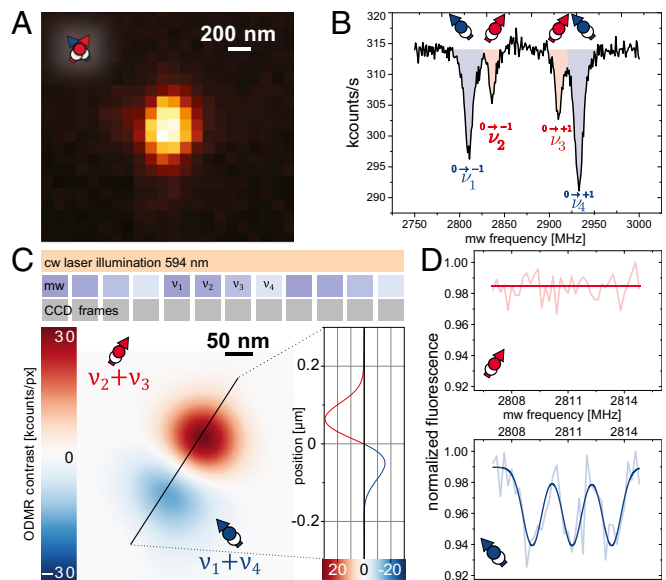 A
200 nm
B
kcounts/s
320
315
310
305
300
295
290
0→-1
ν1
0→-1
ν2
0→+1
ν3
0→+1
ν4
2750
2800
2850
2900
2950
3000
mw frequency [MHz]
C
cw laser illumination 594 nm
mw
ν1
ν2
ν3
ν4
CCD frames
ODMR contrast [kcounts/px]
30
0
-30
50 nm
ν2+ν3
ν1+ν4
position [µm]
0.2
0
-0.2
20
0
-20
D
normalized fluorescence
1.00
0.98
0.96
0.94
0.92
2808
2811
2814
mw frequency [MHz]
2808
2811
2814
1.00
0.98
0.96
0.94
0.92